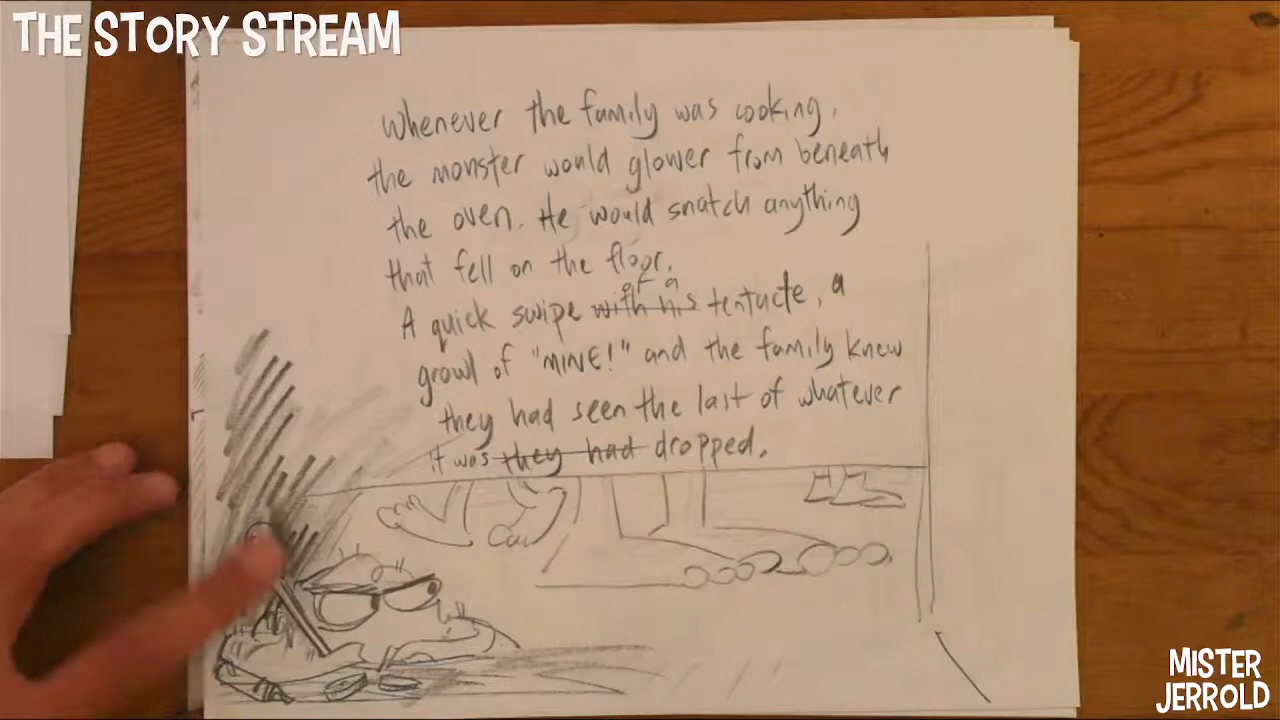 THE STORY STREAM
Whenever the family was cooking,
the monster would glower from beneath
the oven. He would snatch anything
that fell on the floor.
of a
A quick swipe with his tentacle, a
growl of "MINE!" and the family knew
they had seen the last of whatever
it was they had dropped.
MISTER
JERROLD